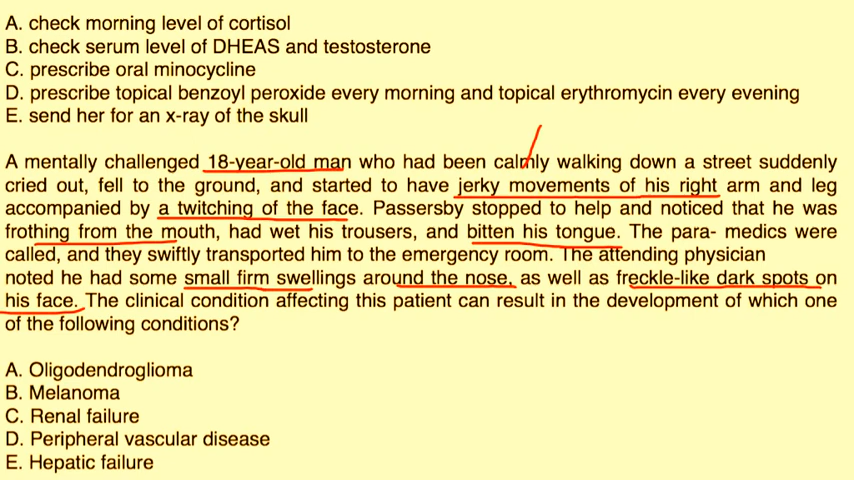 A. check morning level of cortisol
B. check serum level of DHEAS and testosterone
C. prescribe oral minocycline
D. prescribe topical benzoyl peroxide every morning and topical erythromycin every evening
E. send her for an x-ray of the skull
A mentally challenged 18-year-old man who had been calmly walking down a street suddenly
cried out, fell to the ground, and started to have jerky movements of his right arm and leg
accompanied by a twitching of the face. Passersby stopped to help and noticed that he was
frothing from the mouth, had wet his trousers, and bitten his tongue. The para- medics were
called, and they swiftly transported him to the emergency room. The attending physician
noted he had some small firm swellings around the nose, as well as freckle-like dark spots on
his face. The clinical condition affecting this patient can result in the development of which one
of the following conditions?
A. Oligodendroglioma
B. Melanoma
C. Renal failure
D. Peripheral vascular disease
E. Hepatic failure